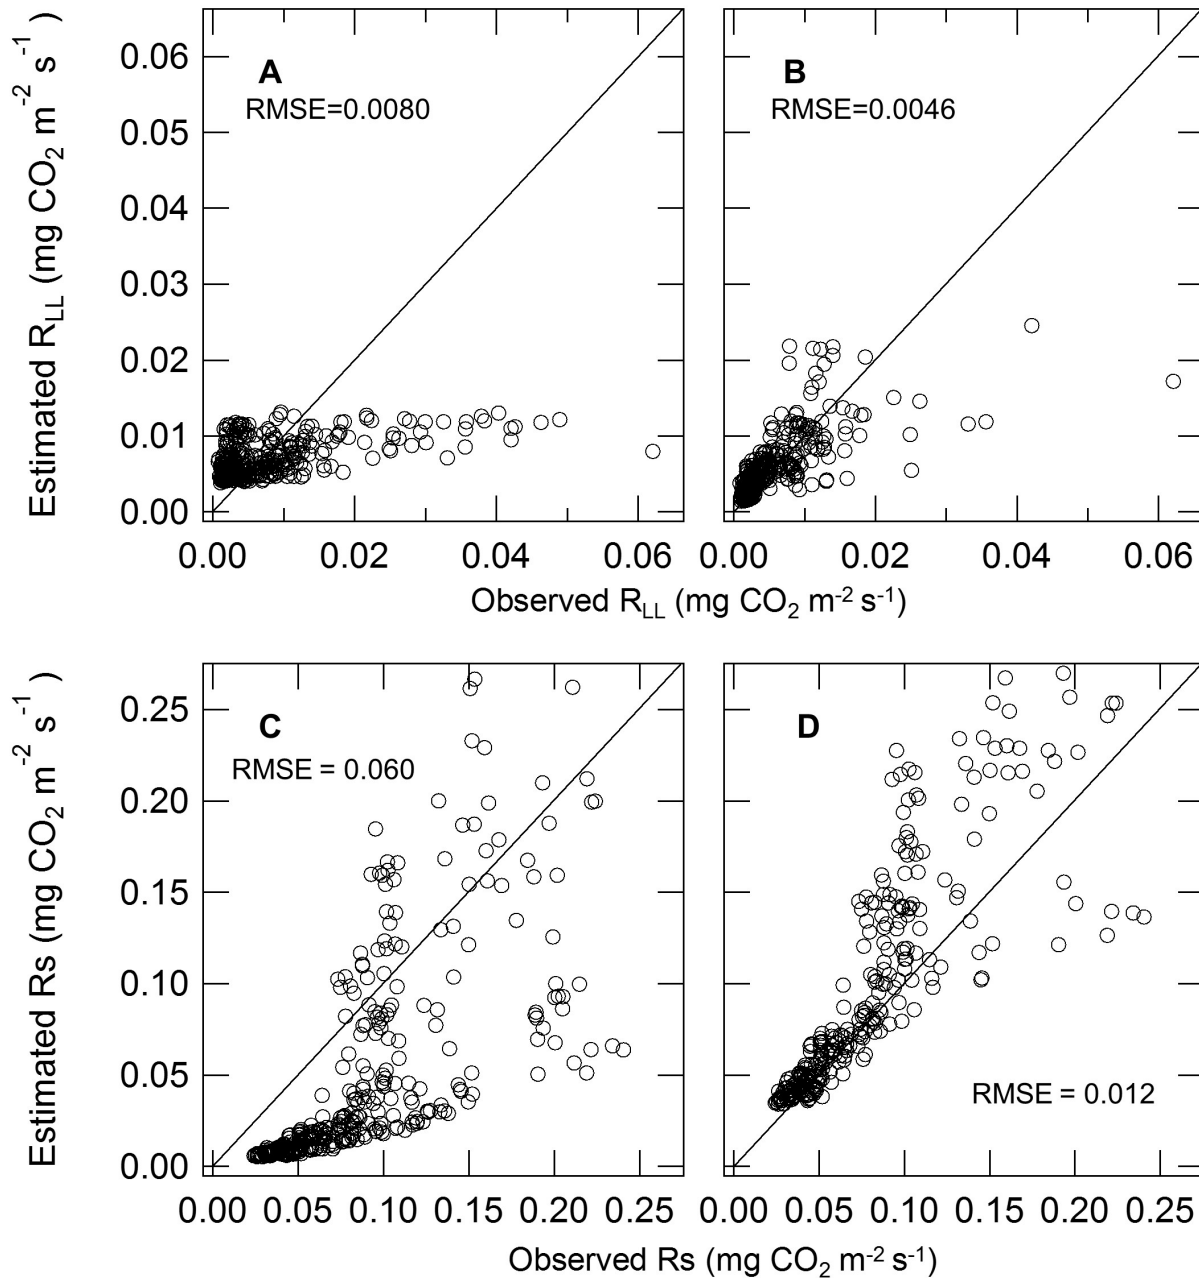 Estimated R_LL (mg CO₂ m⁻² s⁻¹)
A
RMSE=0.0080
0.06
0.05
0.04
0.03
0.02
0.01
0.00
0.00 0.02 0.04 0.06
B
RMSE=0.0046
0.00 0.02 0.04 0.06
Observed R_LL (mg CO₂ m⁻² s⁻¹)
Estimated Rs (mg CO₂ m⁻² s⁻¹)
C
RMSE = 0.060
0.25
0.20
0.15
0.10
0.05
0.00
0.00 0.05 0.10 0.15 0.20 0.25
D
RMSE = 0.012
0.00 0.05 0.10 0.15 0.20 0.25
Observed Rs (mg CO₂ m⁻² s⁻¹)